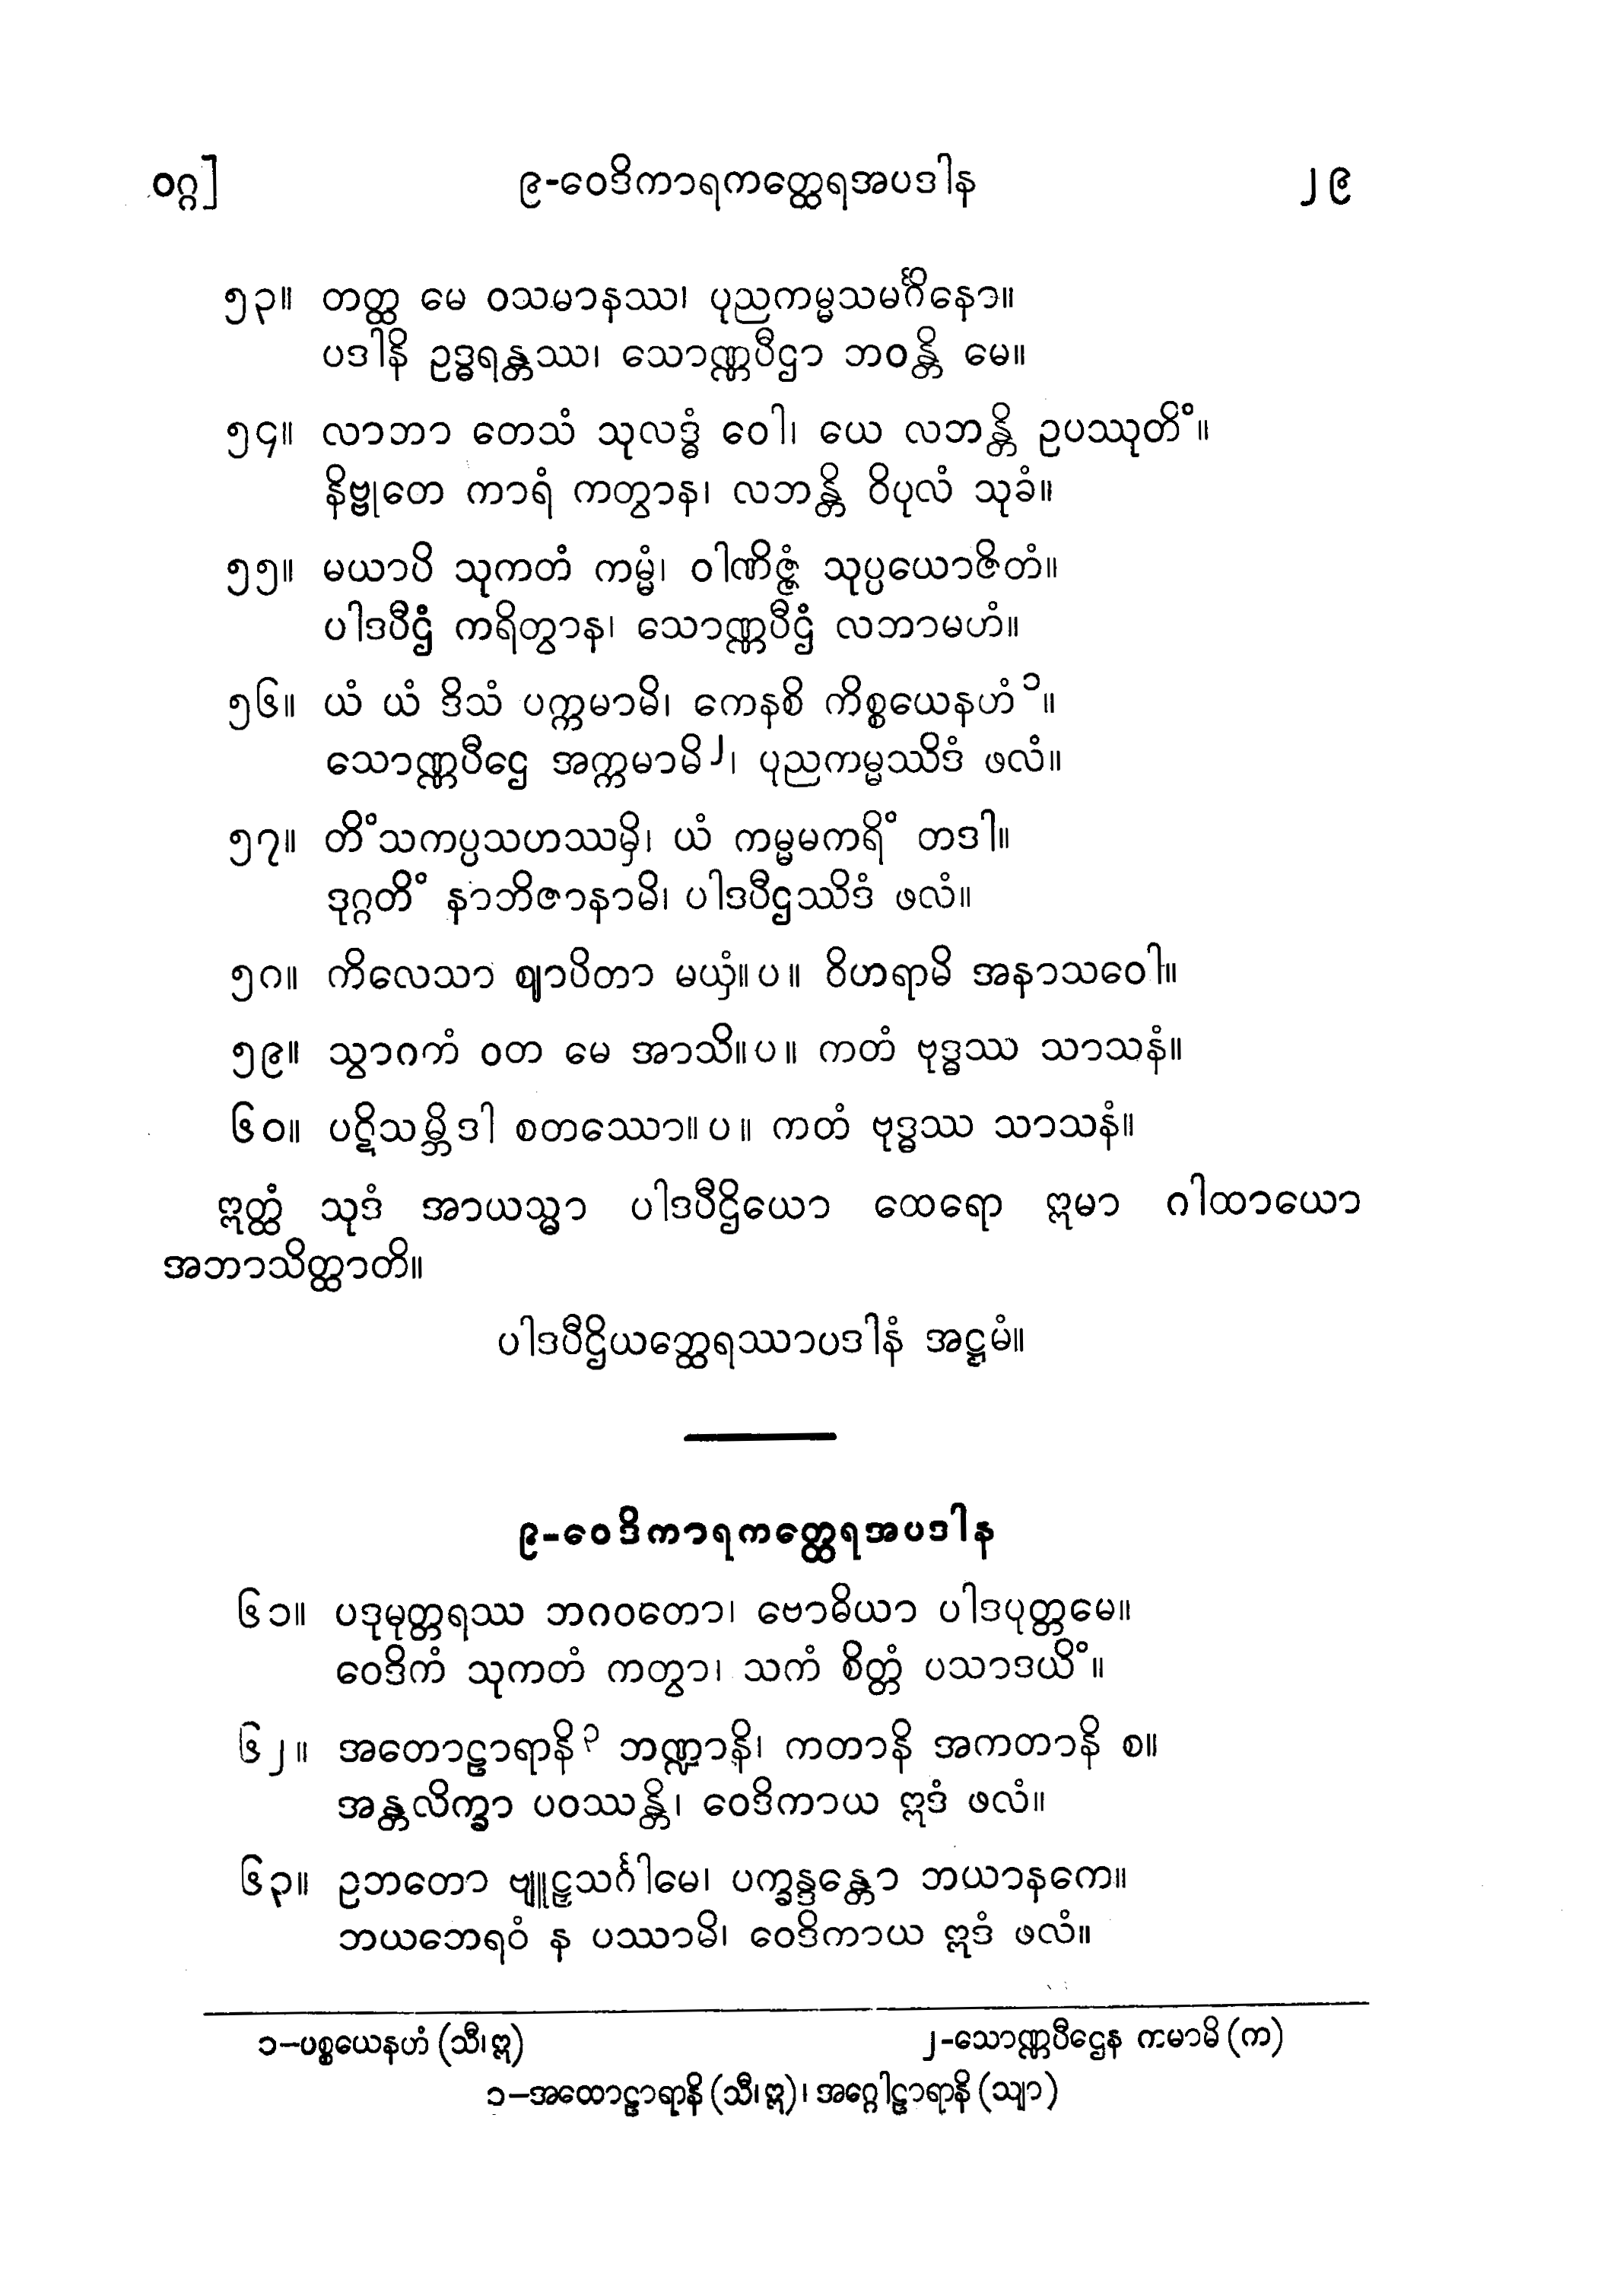 ဝဂ္ဂ]
၉-ဝေဒိကာရကတ္ထေရအပဒါန
၂၉
၅၃။ တတ္ထ မေ ဝသမာနဿ၊ ပုညကမ္မသမင်္ဂိနော။
ပဒါနိ ဥဒ္ဓရန္တဿ၊ သောဏ္ဏပီဌာ ဘဝန္တိ မေ။
၅၄။ လာဘာ တေသံ သုလဒ္ဓံ ဝေါ၊ ယေ လဘန္တိ ဥပဿုတိံ။
နိဗ္ဗုတေ ကာရံ ကတွာန၊ လဘန္တိ ဝိပုလံ သုခံ။
၅၅။ မယာပိ သုကတံ ကမ္မံ၊ ဝါဏိဇ္ဇံ သုပ္ပယောဇိတံ။
ပါဒပီဌံ ကရိတွာန၊ သောဏ္ဏပီဌံ လဘာမဟံ။
၅၆။ ယံ ယံ ဒိသံ ပက္ကမာမိ၊ ကေနစိ ကိစ္စယေနဟံ၁။
သောဏ္ဏပီဌေ အက္ကမာမိ၂၊ ပုညကမ္မဿိဒံ ဖလံ။
၅၇။ တိံသကပ္ပသဟဿမှိ၊ ယံ ကမ္မမကရိံ တဒါ။
ဒုဂ္ဂတိံ နာဘိဇာနာမိ၊ ပါဒပီဌဿိဒံ ဖလံ။
၅၈။ ကိလေသာ ဈာပိတာ မယှံ။ပ။ ဝိဟရာမိ အနာသဝေါ။
၅၉။ သွာဂကံ ဝတ မေ အာသိ။ပ။ ကတံ ဗုဒ္ဓဿ သာသနံ။
၆၀။ ပဋိသမ္ဘိဒါ စတဿော။ပ။ ကတံ ဗုဒ္ဓဿ သာသနံ။
ဣတ္ထံ သုဒံ အာယသ္မာ ပါဒပီဌိယော ထေရော ဣမာ ဂါထာယော
အဘာသိတ္ထာတိ။
ပါဒပီဌိယတ္ထေရဿာပဒါနံ အဋ္ဌမံ။
၉-ဝေဒိကာရကတ္ထေရအပဒါန
၆၁။ ပဒုမုတ္တရဿ ဘဂဝတော၊ ဗောဓိယာ ပါဒပုတ္တမေ။
ဝေဒိကံ သုကတံ ကတွာ၊ သကံ စိတ္တံ ပသာဒယိံ။
၆၂။ အတောဠာရာနိ၃ ဘဏ္ဍာနိ၊ ကတာနိ အကတာနိ စ။
အန္တလိက္ခာ ပဝဿန္တိ၊ ဝေဒိကာယ ဣဒံ ဖလံ။
၆၃။ ဥဘတော ဗျူဠှသင်္ဂါမေ၊ ပက္ခန္ဒန္တော ဘယာနကေ။
ဘယဘေရဝံ န ပဿာမိ၊ ဝေဒိကာယ ဣဒံ ဖလံ။
၁–ပစ္စယေနဟံ (သီ၊ဣ)
၂-သောဏ္ဏပီဌေန ကမာမိ (က)
၁–အထောဠာရာနိ (သီ၊ဣ)၊ အဂ္ဂေါဠာရာနိ (သျာ)